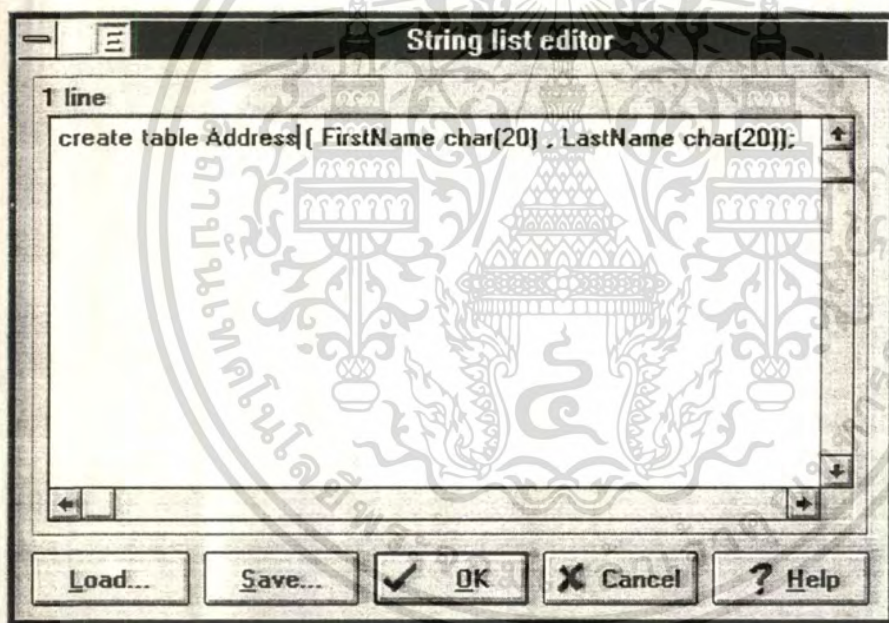 String list editor
1 line
create table Address( FirstName char(20) , LastName char(20));
Load...
Save...
OK
Cancel
? Help